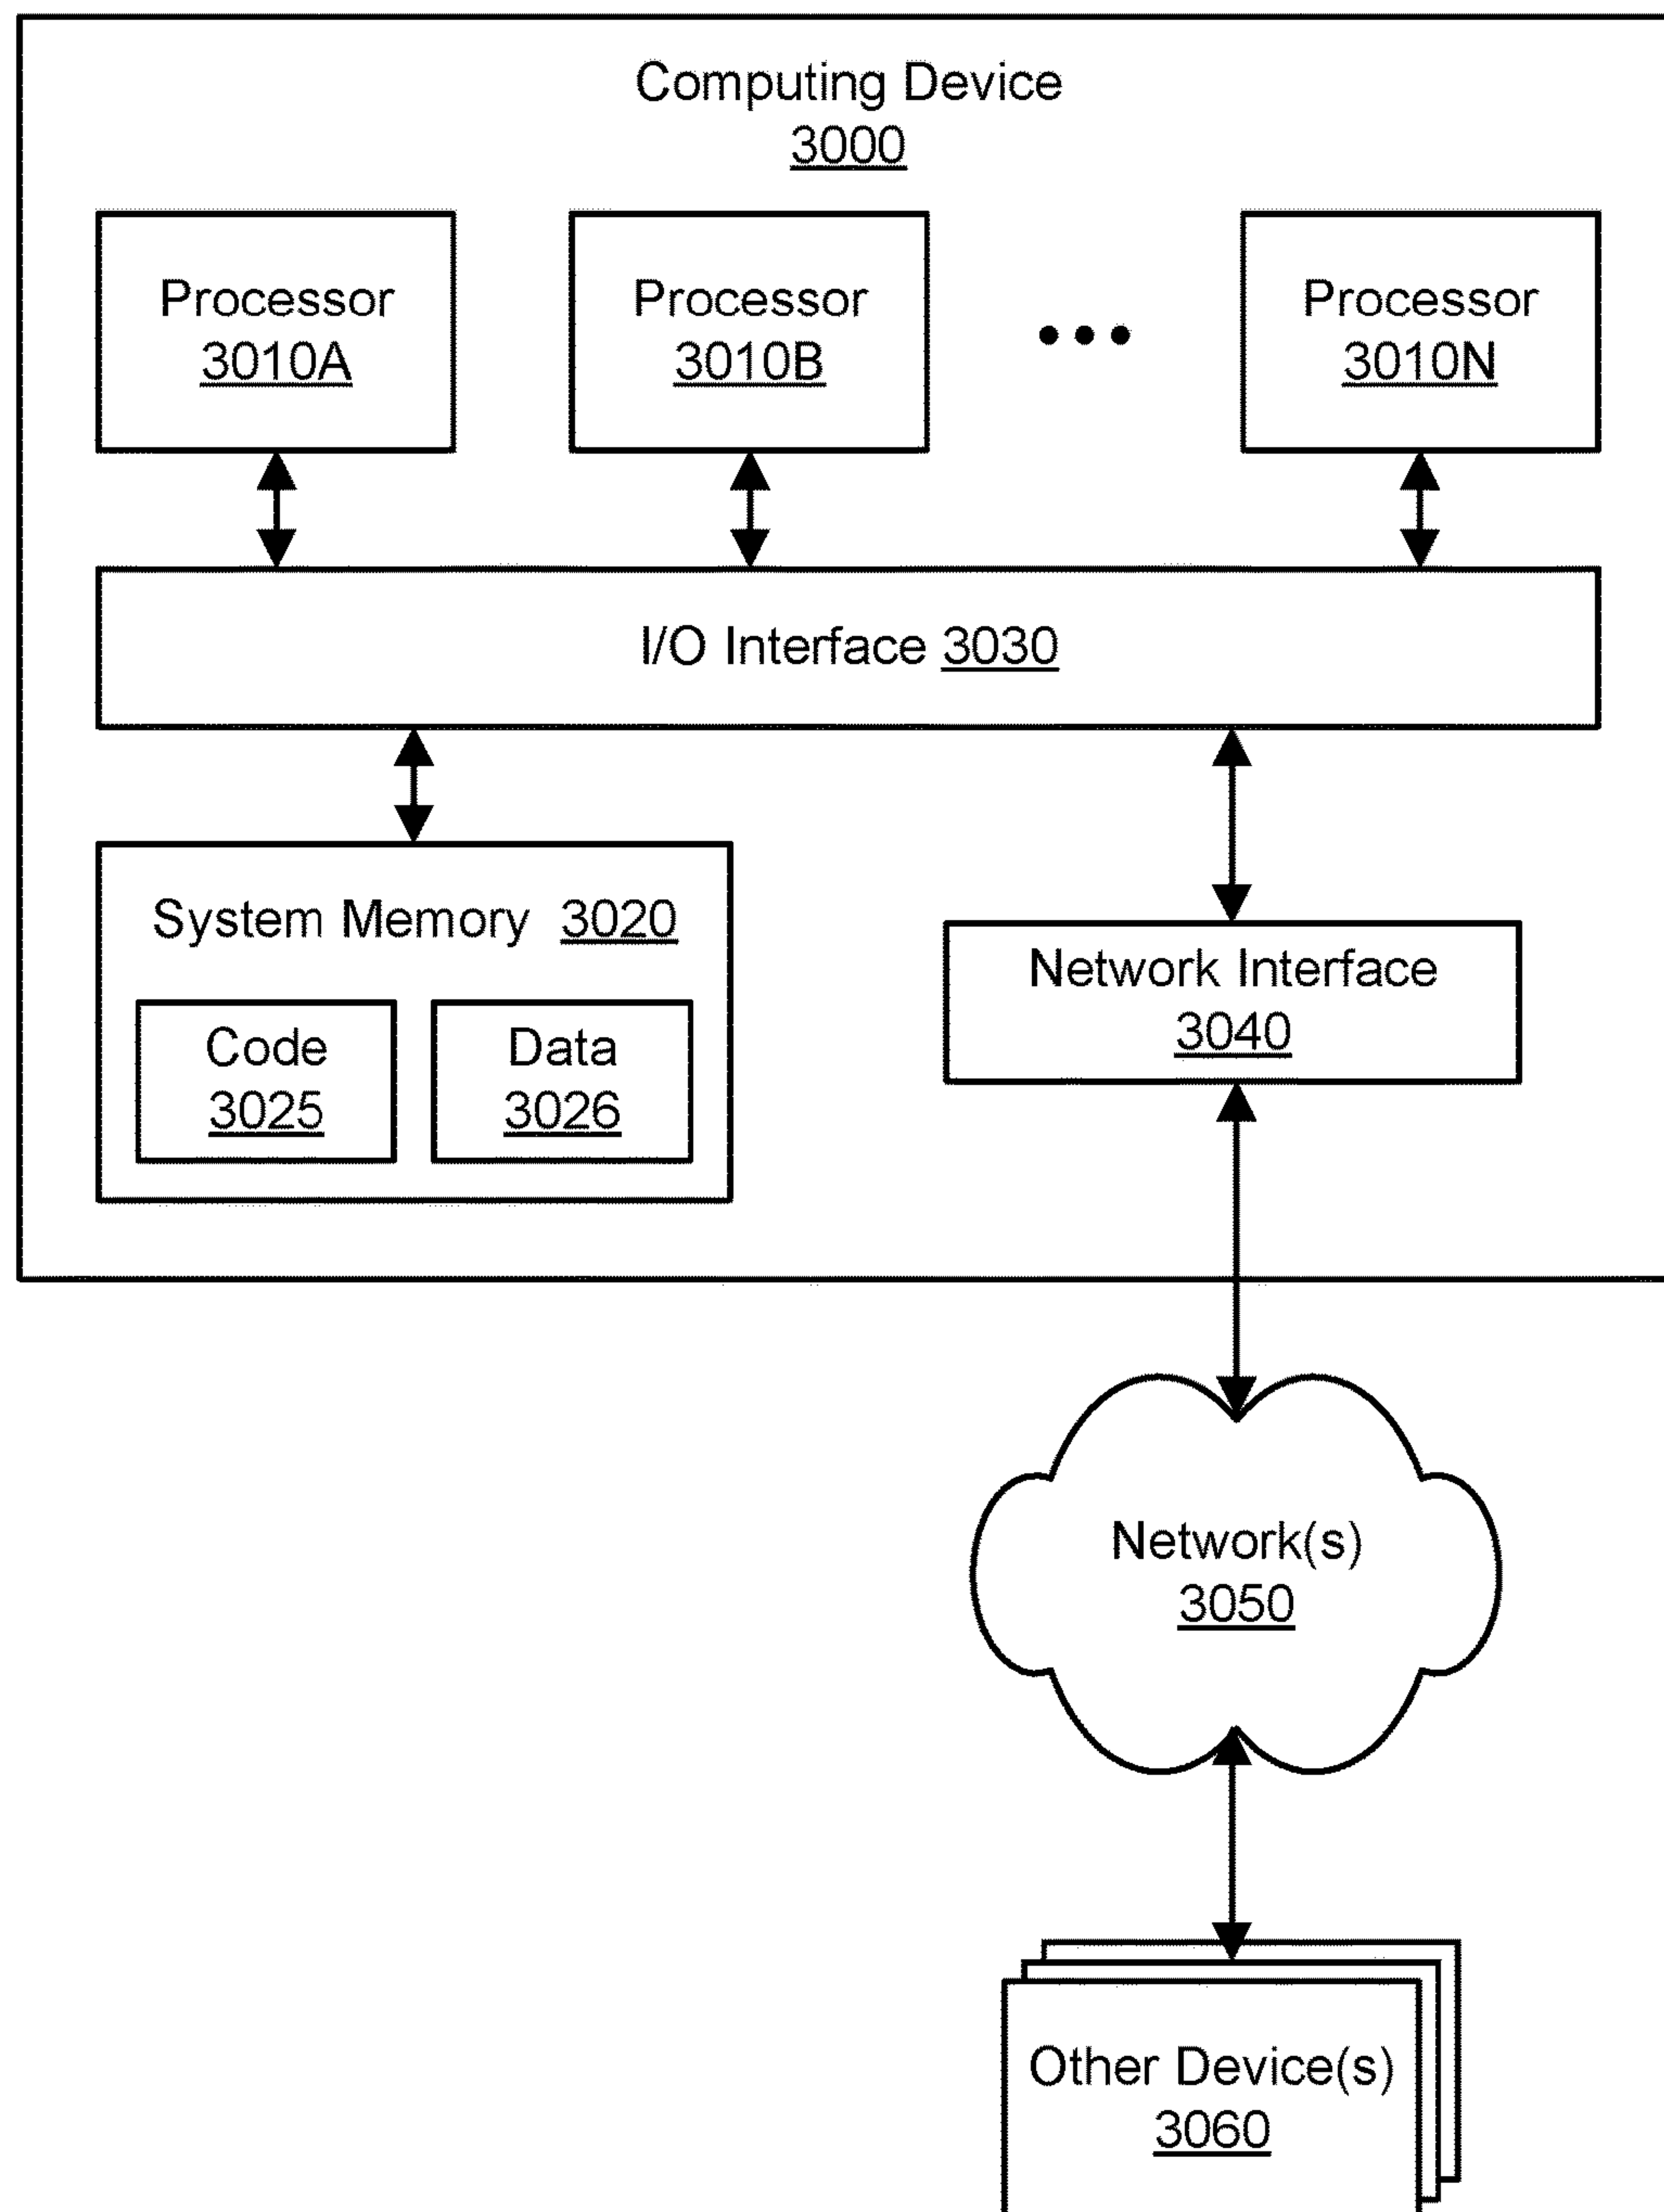 Computing Device
3000
Processor
3010A
Processor
3010B
Processor
3010N
I/O Interface 3030
System Memory 3020
Code
3025
Data
3026
Network Interface
3040
Network(s)
3050
Other Device(s)
3060